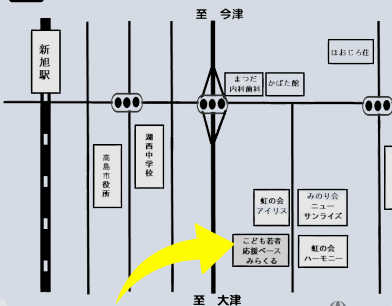 至 今津
新旭駅
ほおじろ荘
まつだ
内科歯科
かばた館
湖西中学校
高島市
役所
虹の会
アイリス
みのり会
ニュー
サンライズ
こども若者
応援ベース
みらくる
虹の会
ハーモニー
至 大津